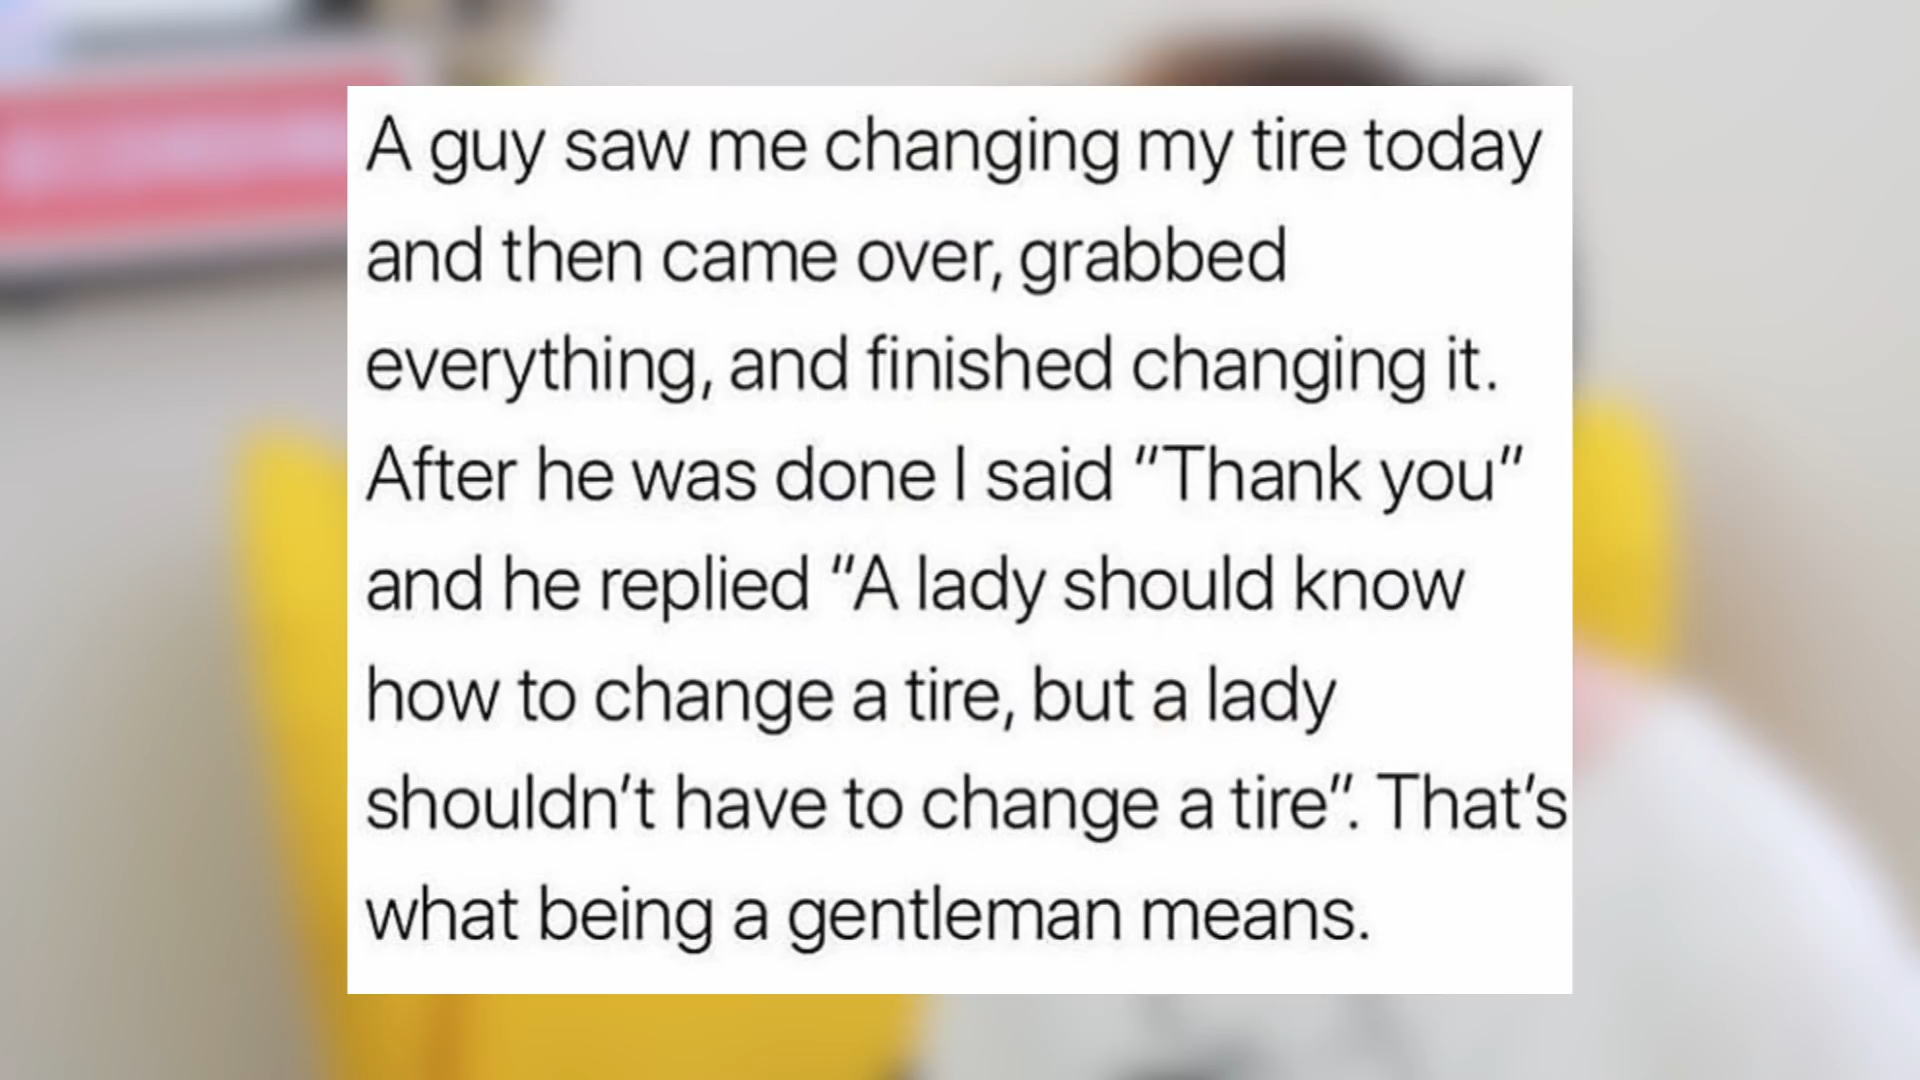 A guy saw me changing my tire today
and then came over, grabbed
everything, and finished changing it.
After he was done I said "Thank you"
and he replied "A lady should know
how to change a tire, but a lady
shouldn't have to change a tire". That's
what being a gentleman means.